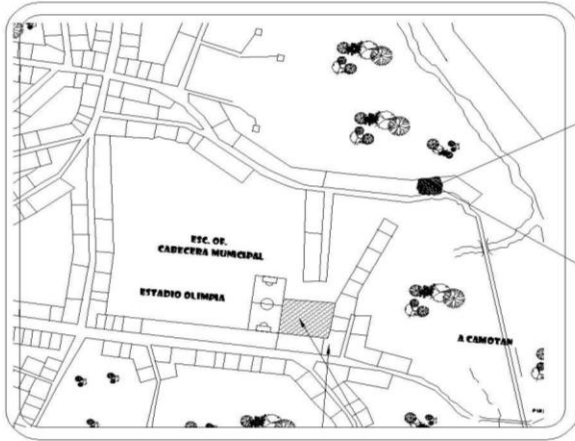 ESC. OF.
CABECERA MUNICIPAL
ESTADIO OLIMPIA
A CAMOTAN